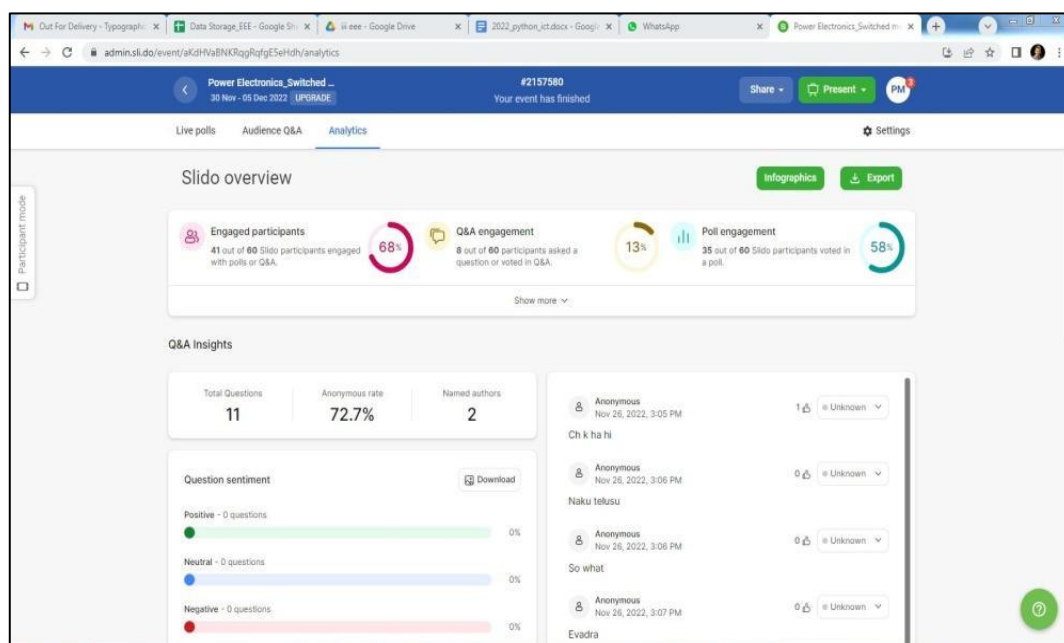 Out For Delivery - Typographi
Data Storage_EEE - Google She
iii eee - Google Drive
2022_python_ict.docx - Google
WhatsApp
Power Electronics_Switched m
admin.sli.do/event/aKdHVaBNKRqgRqfgE5eHdh/analytics
Power Electronics_Switched ...
30 Nov - 05 Dec 2022 UPGRADE
#2157580
Your event has finished
Share
Present
PM
3
Live polls
Audience Q&A
Analytics
Settings
Participant mode
Slido overview
Infographics
Export
Engaged participants
41 out of 60 Slido participants engaged
with polls or Q&A.
68%
Q&A engagement
8 out of 60 participants asked a
question or voted in Q&A.
13%
Poll engagement
35 out of 60 Slido participants voted in
a poll.
58%
Show more
Q&A Insights
Total Questions
11
Anonymous rate
72.7%
Named authors
2
Question sentiment
Download
Positive - 0 questions
0%
Neutral - 0 questions
0%
Negative - 0 questions
0%
Anonymous
Nov 26, 2022, 3:05 PM
1
Unknown
Ch k ha hi
Anonymous
Nov 26, 2022, 3:06 PM
0
Unknown
Naku telusu
Anonymous
Nov 26, 2022, 3:06 PM
0
Unknown
So what
Anonymous
Nov 26, 2022, 3:07 PM
0
Unknown
Evadra